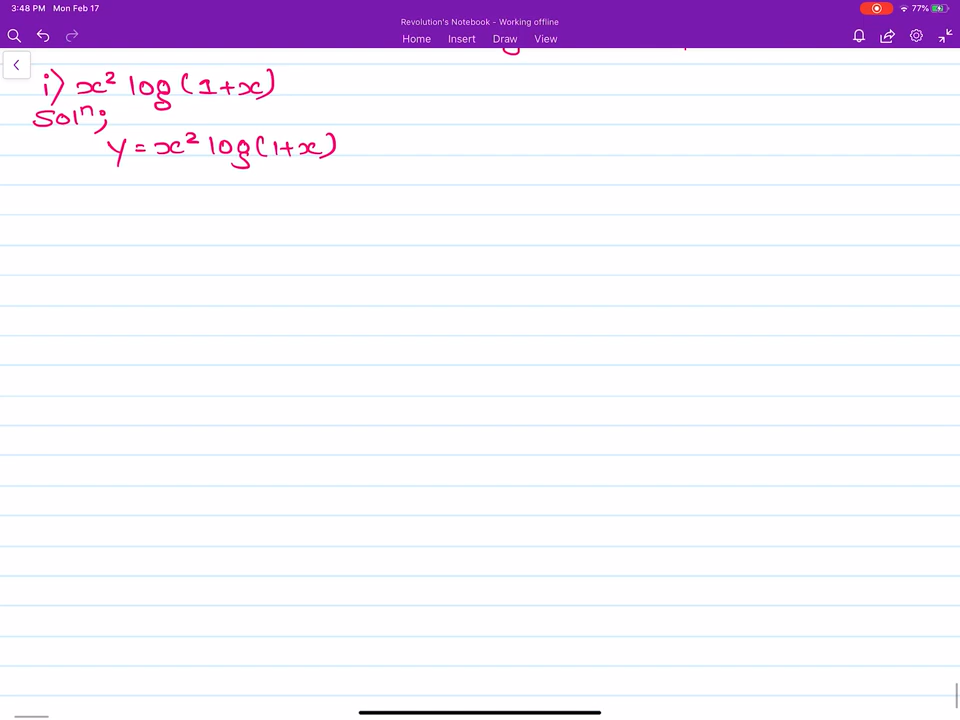 3:48 PM Mon Feb 17
77%
Revolution's Notebook - Working offline
Home Insert Draw View
i) x² log(1+x)
Solⁿ;
y = x² log(1+x)